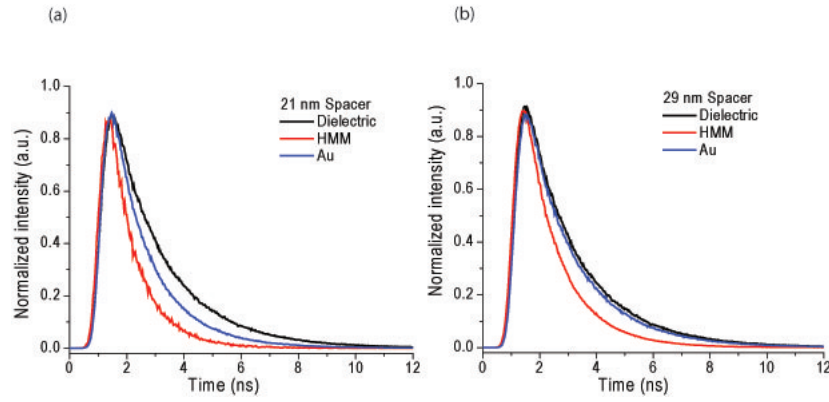 (a)
21 nm Spacer
Dielectric
HMM
Au
Normalized intensity (a.u.)
1.0
0.8
0.6
0.4
0.2
0.0
0 2 4 6 8 10 12
Time (ns)
(b)
29 nm Spacer
Dielectric
HMM
Au
Normalized intensity (a.u.)
1.0
0.8
0.6
0.4
0.2
0.0
0 2 4 6 8 10 12
Time (ns)